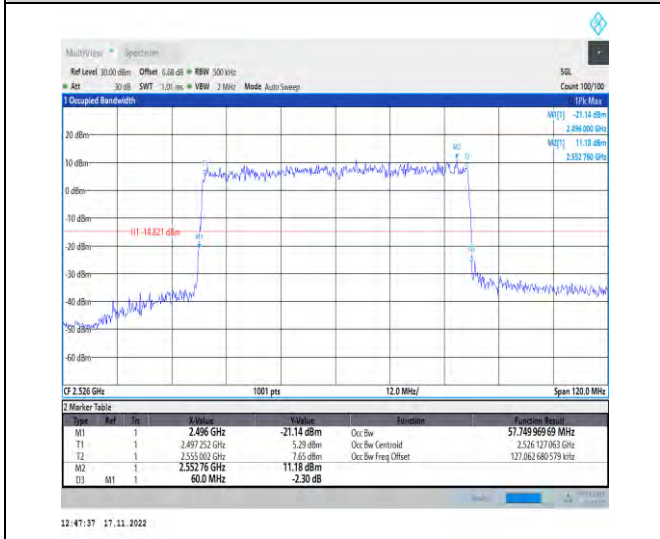 MultiView Spectrum
Ref Level 30.00 dBm Offset 6.68 dB RBW 500 kHz SGL
Att 30 dB SWT 1.01 ms VBW 2 MHz Mode Auto Sweep Count 100/100
1 Occupied Bandwidth 1Pk Max
M1[1] -21.14 dBm
2.496 000 GHz
M2[1] 11.18 dBm
2.552 760 GHz
20 dBm
M2
10 dBm
T2
0 dBm
-10 dBm
H1 -14.821 dBm
M1
-20 dBm
-30 dBm
-40 dBm
-50 dBm
-60 dBm
CF 2.526 GHz 1001 pts 12.0 MHz/ Span 120.0 MHz
2 Marker Table
Type Ref Trc X-Value Y-Value Function Function Result
M1 1 2.496 GHz -21.14 dBm Occ Bw 57.749 969 69 MHz
T1 1 2.497 252 GHz 5.29 dBm Occ Bw Centroid 2.526 127 063 GHz
T2 1 2.555 002 GHz 7.65 dBm Occ Bw Freq Offset 127.062 680 579 kHz
M2 1 2.552 76 GHz 11.18 dBm
D3 M1 1 60.0 MHz -2.30 dB
12:47:37 17.11.2022